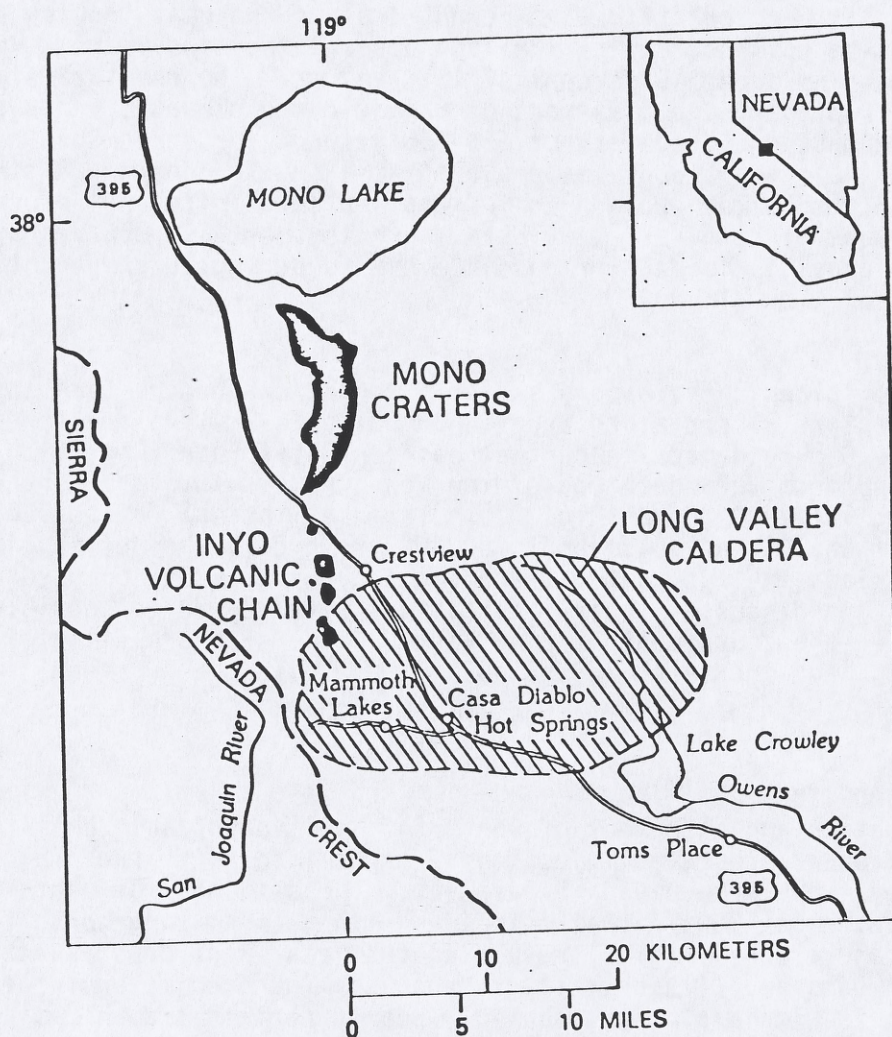 119°
38°
395
MONO LAKE
NEVADA
CALIFORNIA
MONO
CRATERS
SIERRA
INYO
VOLCANIC
CHAIN
Crestview
LONG VALLEY
CALDERA
NEVADA
Mammoth
Lakes
Casa Diablo
Hot Springs
San Joaquin River
CREST
Lake Crowley
Owens River
Toms Place
395
0 10 20 KILOMETERS
0 5 10 MILES